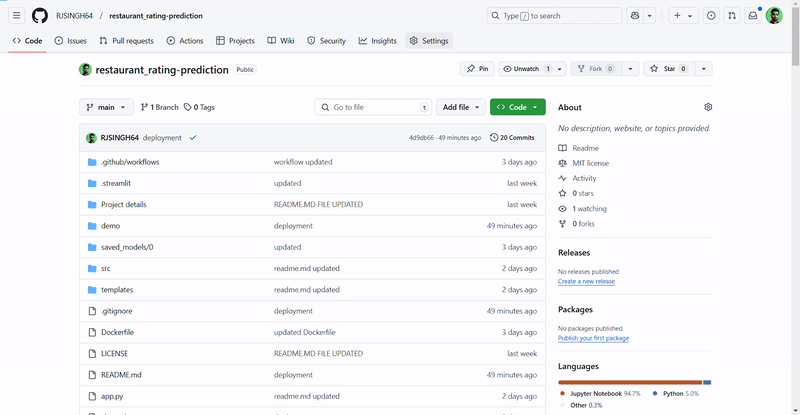 RJSINGH64 / restaurant_rating-prediction
Type / to search
Code Issues Pull requests Actions Projects Wiki Security Insights Settings
restaurant_rating-prediction Public
Pin Unwatch 1 Fork 0 Star 0
main 1 Branch 0 Tags
Go to file t Add file Code
About
No description, website, or topics provided.
RJSINGH64 deployment 4d9db66 · 49 minutes ago 20 Commits
.github/workflows workflow updated 3 days ago
.streamlit updated last week
Project details README.MD FILE UPDATED last week
demo deployment 49 minutes ago
saved_models/0 updated 3 days ago
src readme.md updated 2 days ago
templates readme.md updated 2 days ago
.gitignore deployment 49 minutes ago
Dockerfile updated Dockerfile 3 days ago
LICENSE README.MD FILE UPDATED last week
README.md deployment 49 minutes ago
app.py readme.md updated 2 days ago
Readme
MIT license
Activity
0 stars
1 watching
0 forks
Releases
No releases published
Create a new release
Packages
No packages published
Publish your first package
Languages
Jupyter Notebook 94.7% Python 5.0%
Other 0.3%